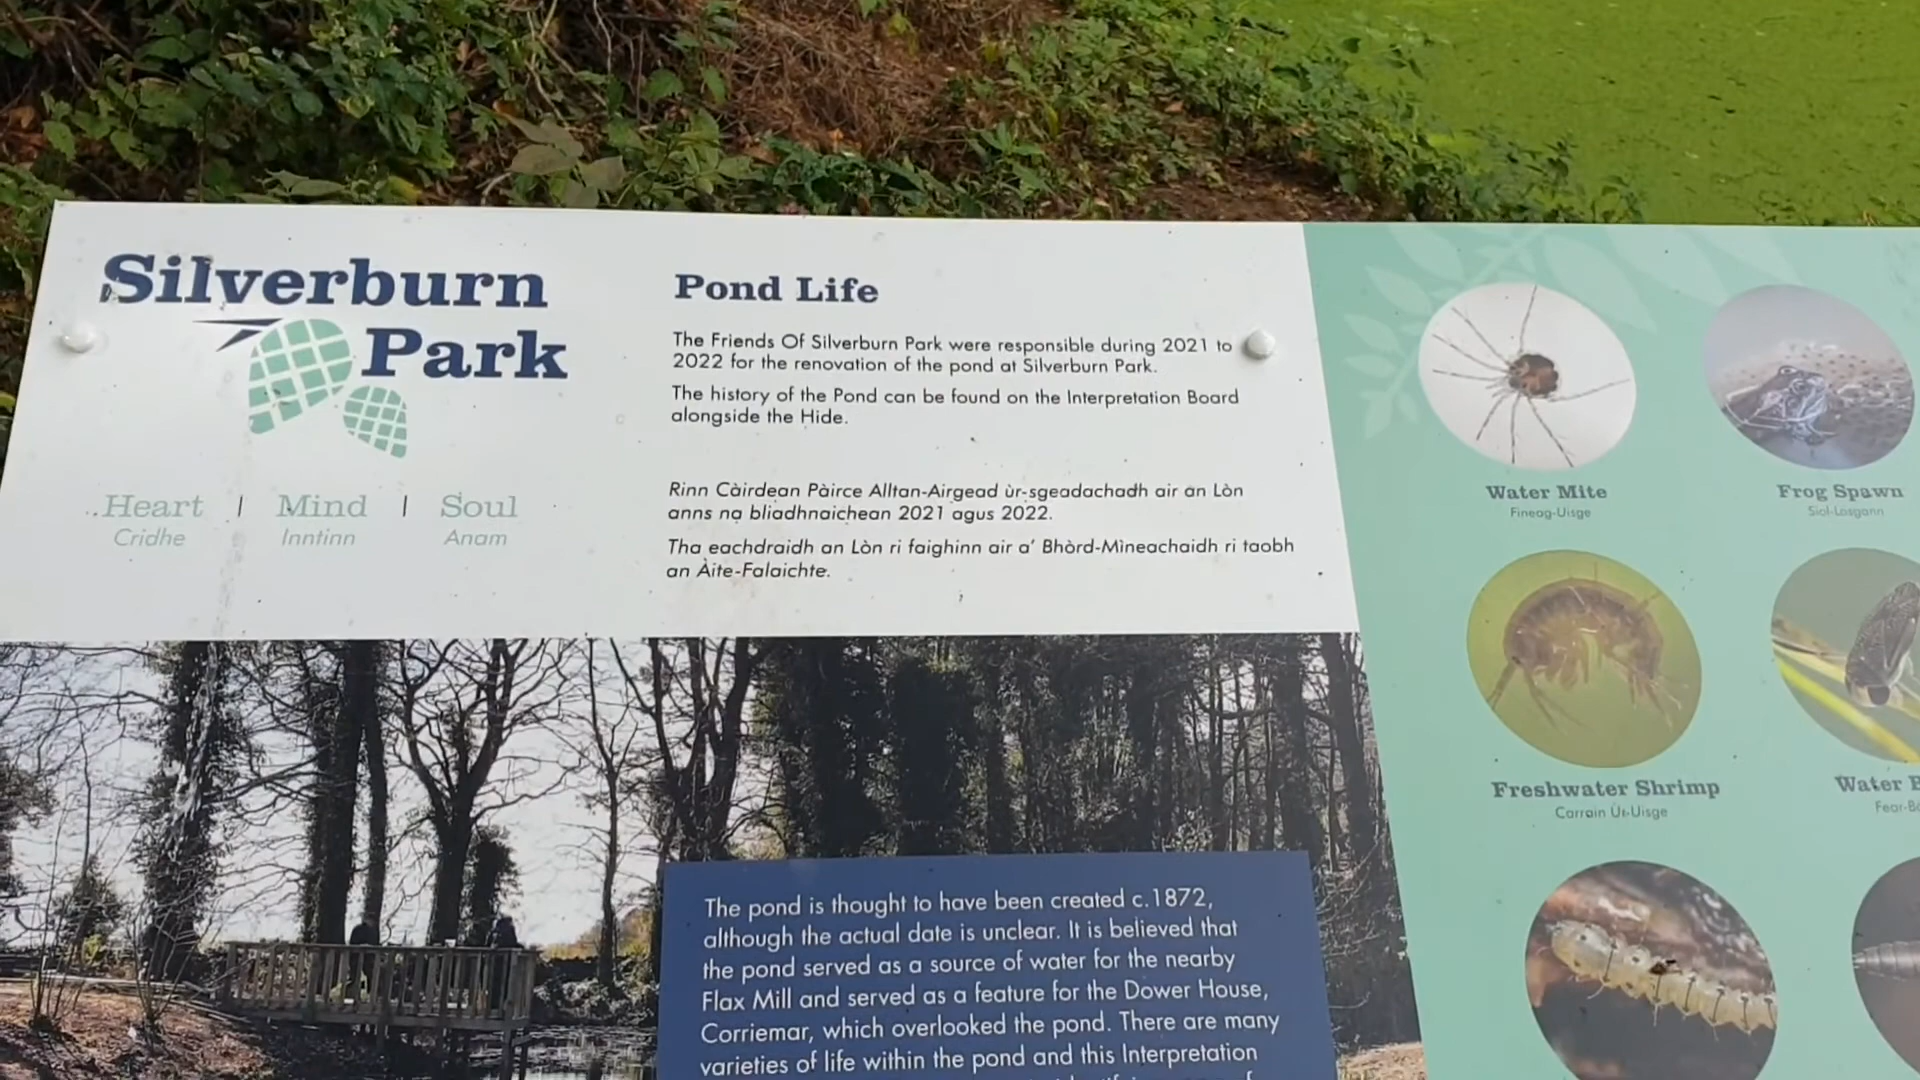 Silverburn
Park
Heart | Mind | Soul
Cridhe Inntinn Anam
Pond Life
The Friends Of Silverburn Park were responsible during 2021 to
2022 for the renovation of the pond at Silverburn Park.
The history of the Pond can be found on the Interpretation Board
alongside the Hide.
Rinn Càirdean Pàirce Alltan-Airgead ùr-sgeadachadh air an Lòn
anns na bliadhnaichean 2021 agus 2022.
Tha eachdraidh an Lòn ri faighinn air a' Bhòrd-Mìneachaidh ri taobh
an Àite-Falaichte.
The pond is thought to have been created c.1872,
although the actual date is unclear. It is believed that
the pond served as a source of water for the nearby
Flax Mill and served as a feature for the Dower House,
Corriemar, which overlooked the pond. There are many
varieties of life within the pond and this Interpretation
Water Mite
Fineag-Uisge
Frog Spawn
Sìol-Losgann
Freshwater Shrimp
Carrain Ùr-Uisge
Water